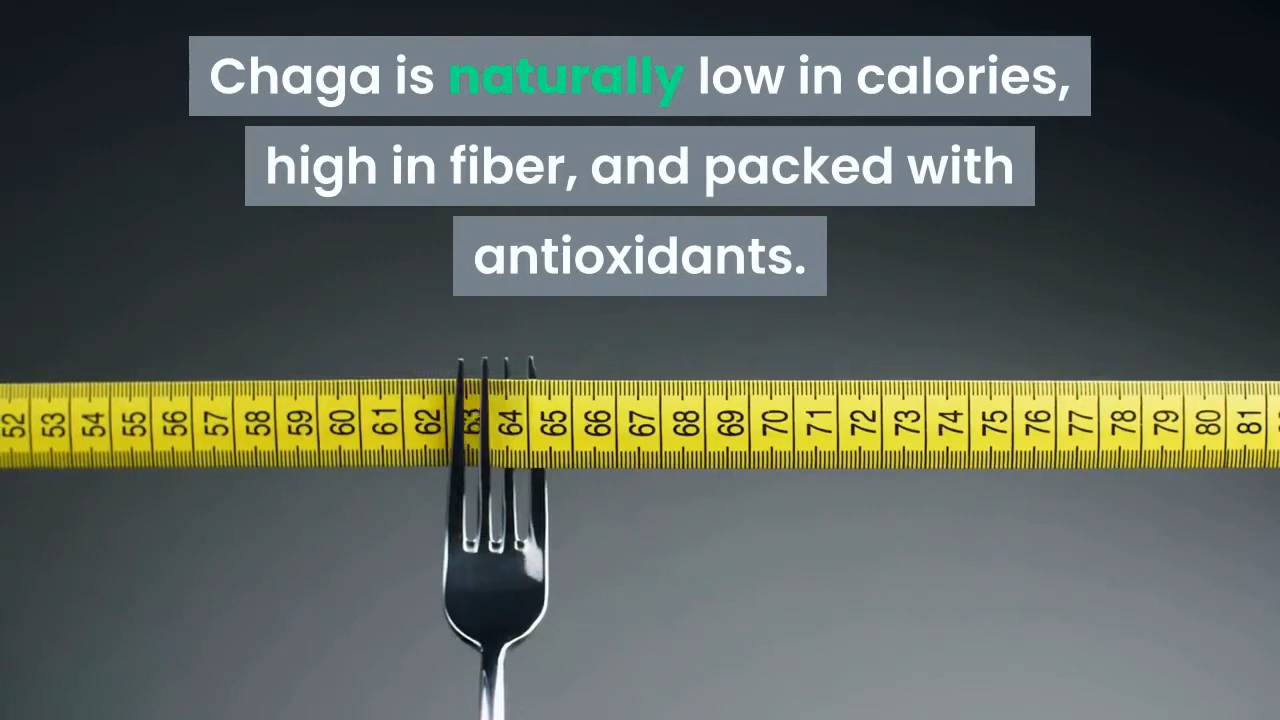 Chaga is naturally low in calories,
high in fiber, and packed with
antioxidants.
52 53 54 55 56 57 58 59 60 61 62 63 64 65 66 67 68 69 70 71 72 73 74 75 76 77 78 79 80 81